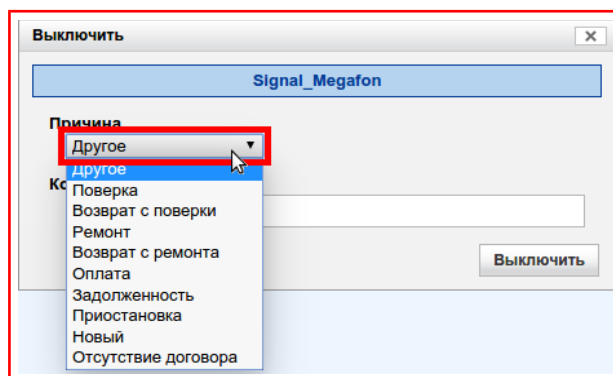 Выключить
Signal_Megafon
Причина
Другое
Другое
Поверка
Возврат с поверки
Ремонт
Возврат с ремонта
Оплата
Задолженность
Приостановка
Новый
Отсутствие договора
Выключить